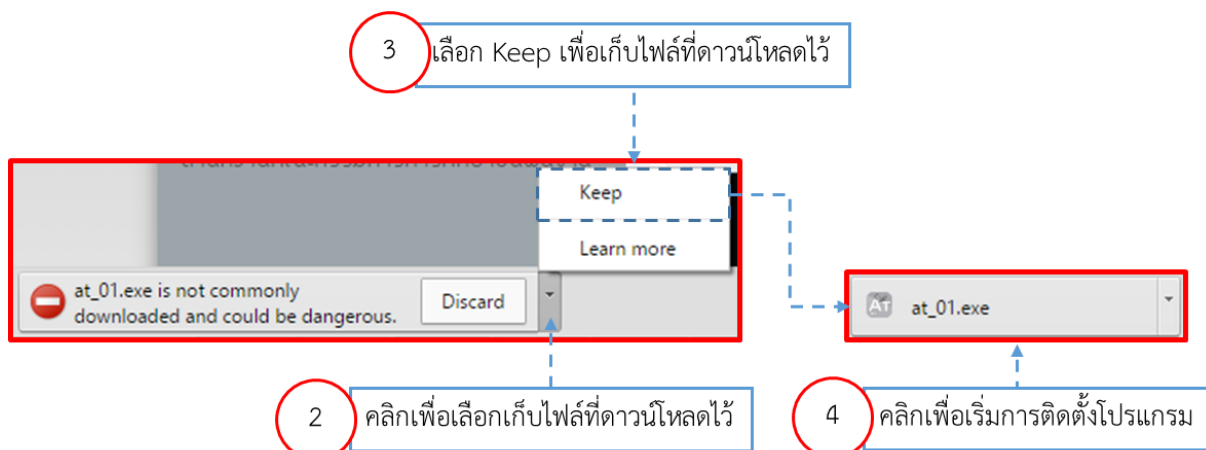 3
เลือก Keep เพื่อเก็บไฟล์ที่ดาวน์โหลดไว้
Keep
Learn more
at_01.exe is not commonly
downloaded and could be dangerous.
Discard
AT
at_01.exe
2
คลิกเพื่อเลือกเก็บไฟล์ที่ดาวน์โหลดไว้
4
คลิกเพื่อเริ่มการติดตั้งโปรแกรม